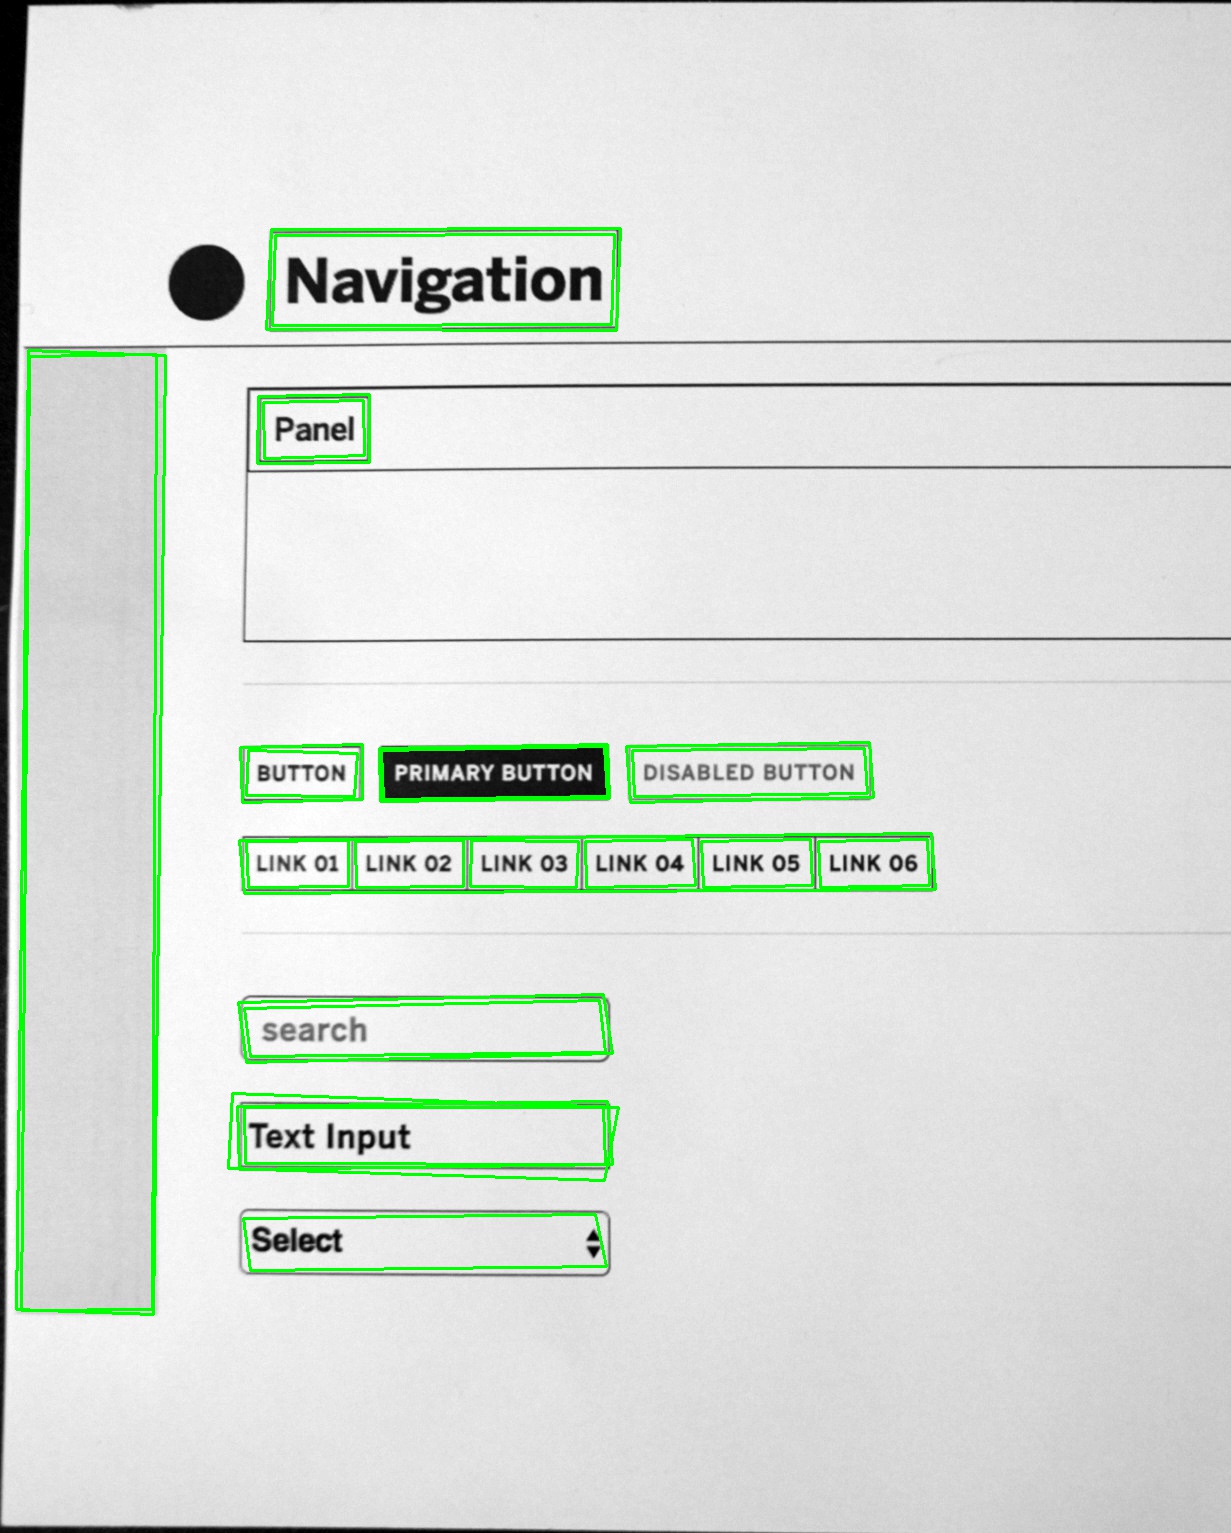 Navigation
Panel
BUTTON PRIMARY BUTTON DISABLED BUTTON
LINK 01 LINK 02 LINK 03 LINK 04 LINK 05 LINK 06
search
Text Input
Select